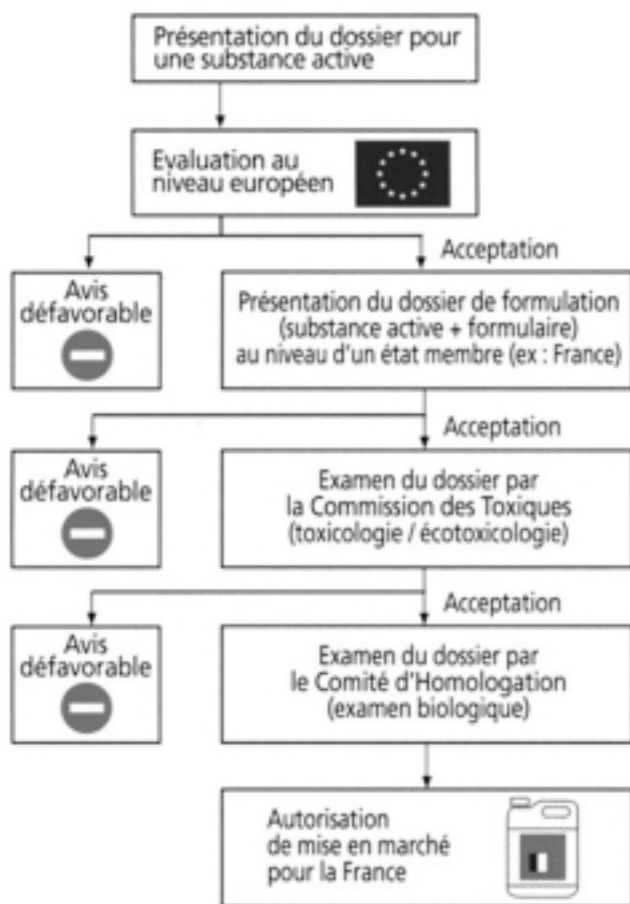 Présentation du dossier pour
une substance active
Evaluation au
niveau européen
Acceptation
Avis
défavorable
Présentation du dossier de formulation
(substance active + formulaire)
au niveau d'un état membre (ex : France)
Acceptation
Avis
défavorable
Examen du dossier par
la Commission des Toxiques
(toxicologie / écotoxicologie)
Acceptation
Avis
défavorable
Examen du dossier par
le Comité d'Homologation
(examen biologique)
Autorisation
de mise en marché
pour la France